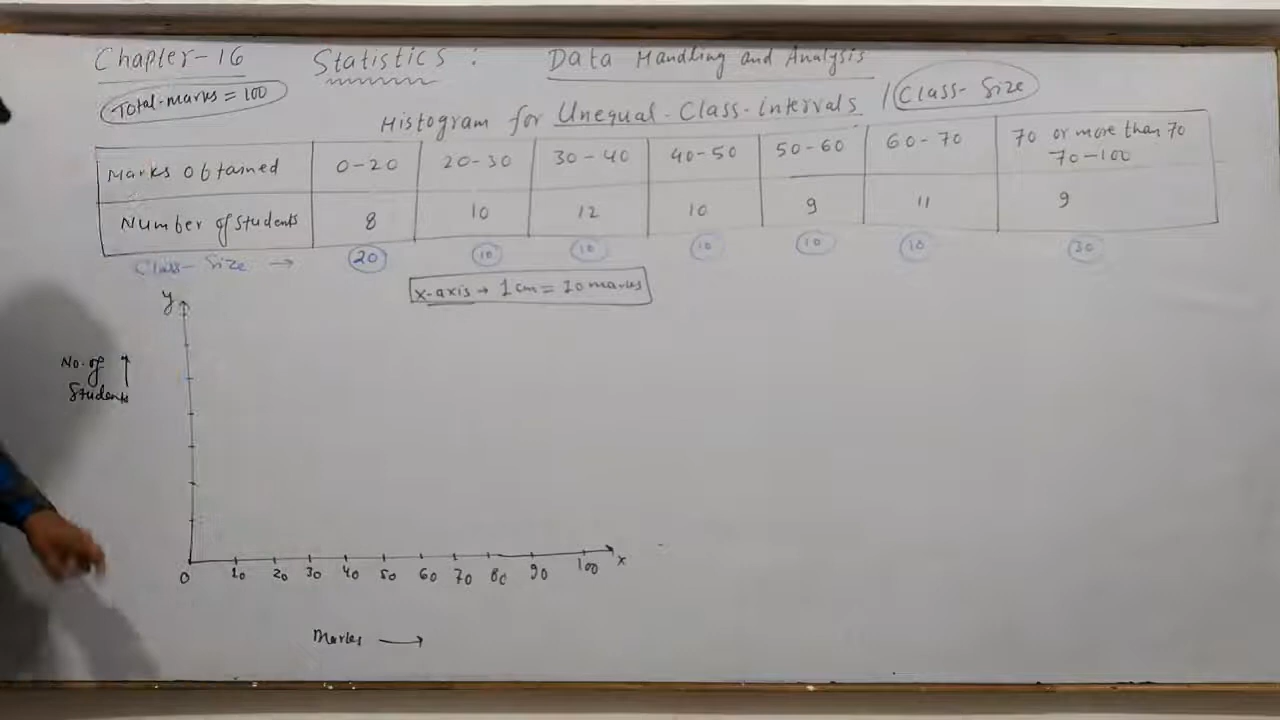 Chapter-16 Statistics : Data Handling and Analysis
Total-marks = 100
Histogram for Unequal-Class-intervals / Class-Size
Marks Obtained 0-20 20-30 30-40 40-50 50-60 60-70 70 or more than 70
70-100
Number of Students 8 10 12 10 9 11 9
Class-Size → 20 10 10 10 10 10 30
x-axis → 1 cm = 10 marks
y
No. of ↑
Students
0 10 20 30 40 50 60 70 80 90 100 x
Marks →